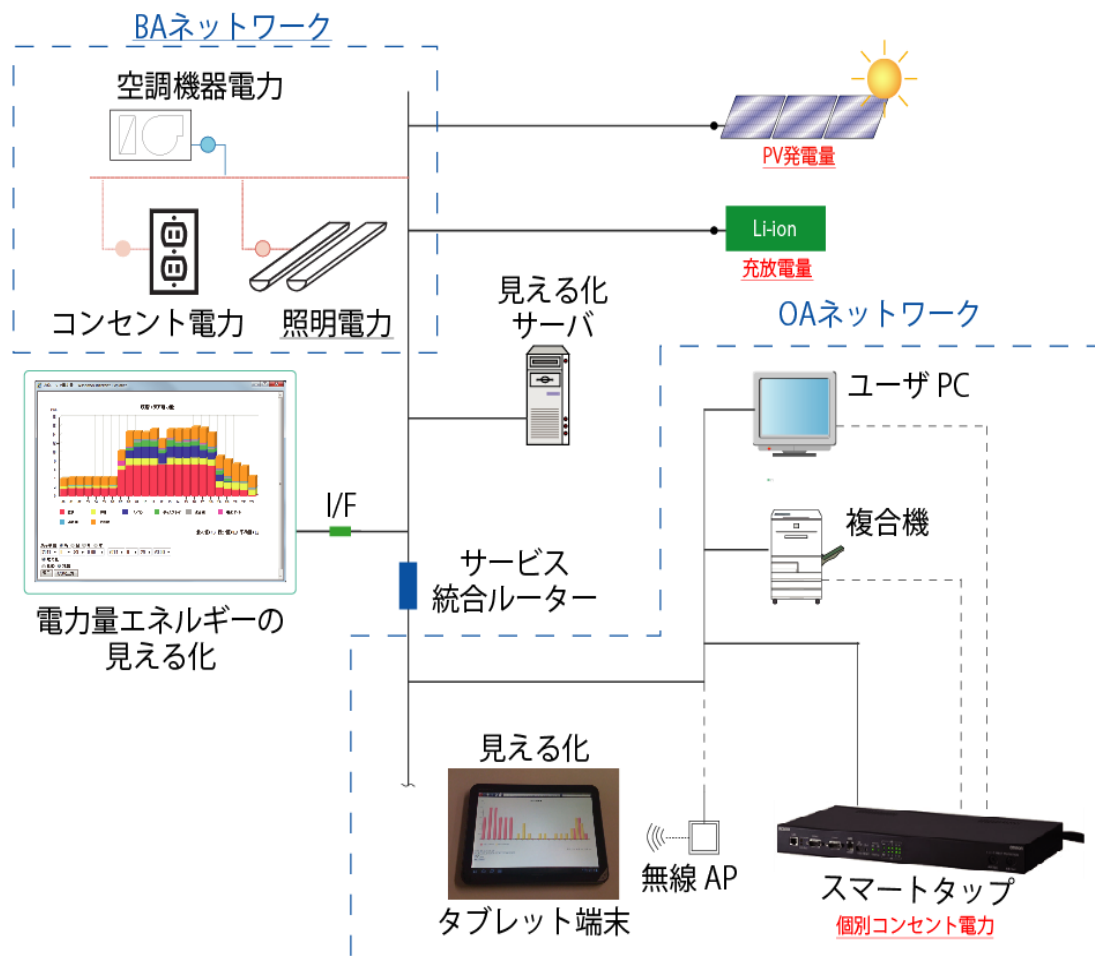 BAネットワーク
空調機器電力
コンセント電力
照明電力
PV発電量
Li-ion
充放電量
見える化
サーバ
OAネットワーク
ユーザ PC
複合機
I/F
サービス
統合ルーター
電力量エネルギーの
見える化
見える化
タブレット端末
無線 AP
スマートタップ
個別コンセント電力